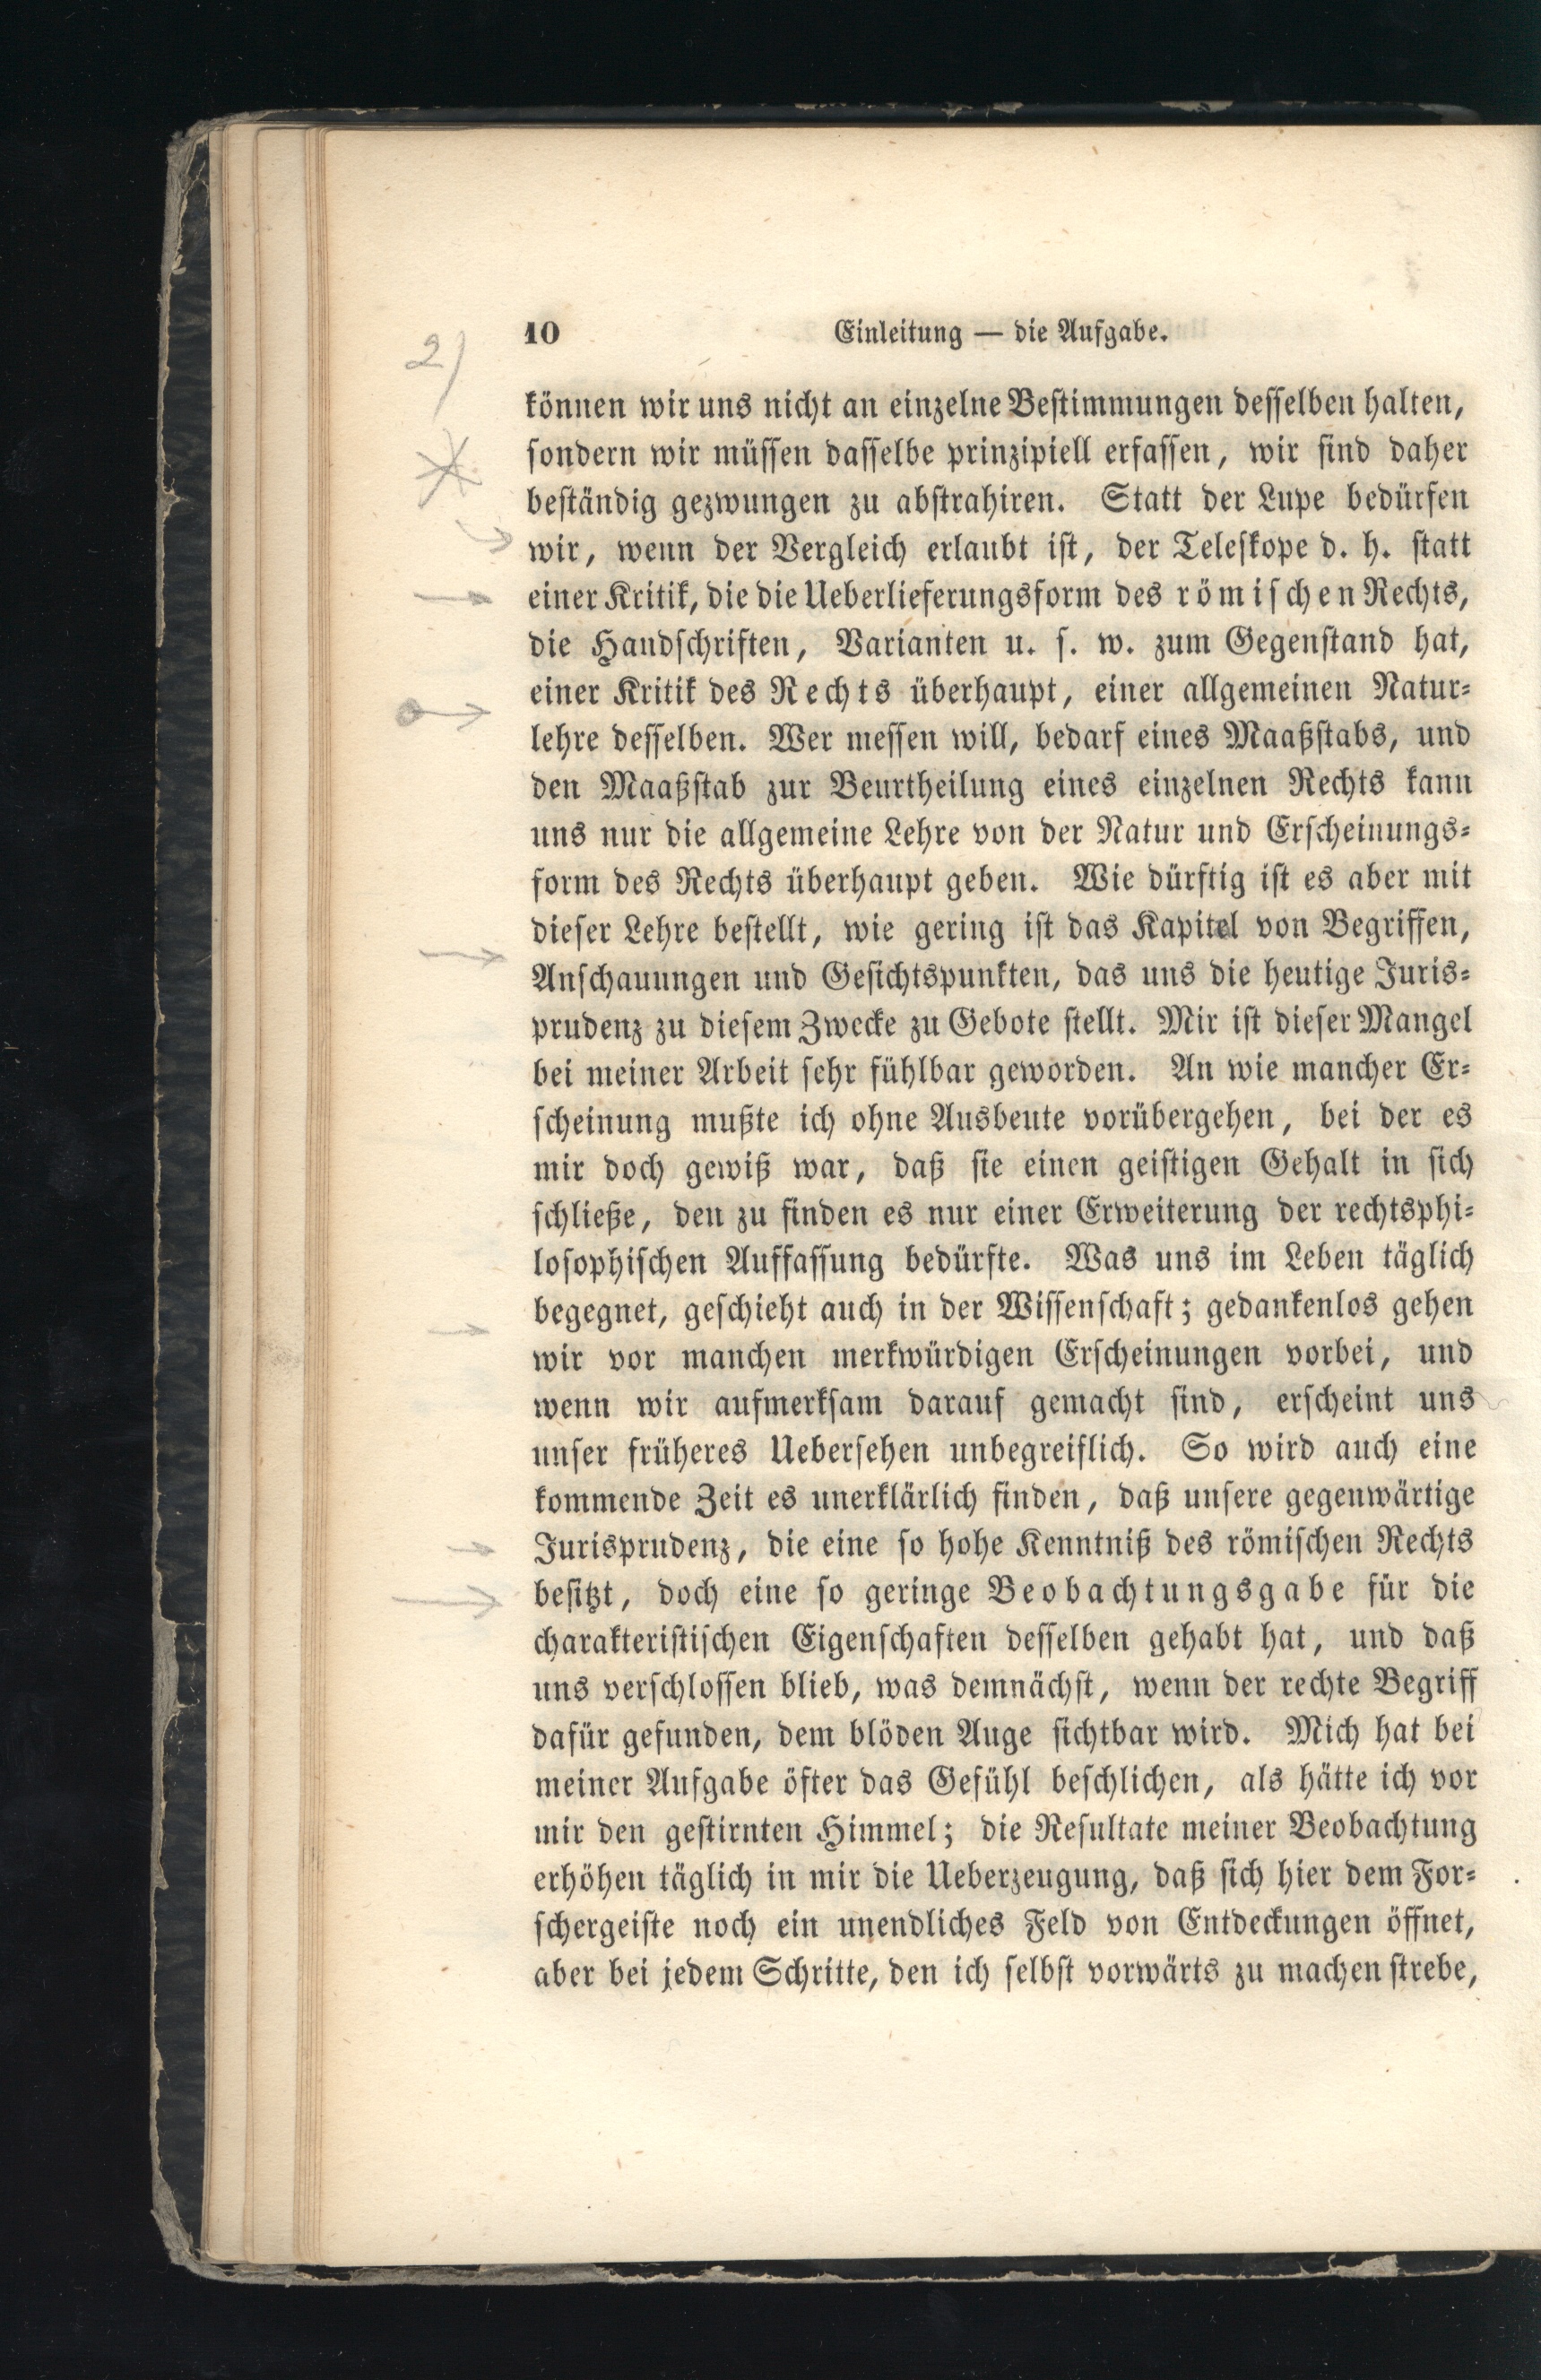 10 Einleitung — die Aufgabe.
2)
können wir uns nicht an einzelne Bestimmungen desselben halten,
sondern wir müssen dasselbe prinzipiell erfassen, wir sind daher
beständig gezwungen zu abstrahiren. Statt der Lupe bedürfen
wir, wenn der Vergleich erlaubt ist, der Teleskope d. h. statt
einer Kritik, die die Ueberlieferungsform des römischen Rechts,
die Handschriften, Varianten u. s. w. zum Gegenstand hat,
einer Kritik des Rechts überhaupt, einer allgemeinen Natur-
lehre desselben. Wer messen will, bedarf eines Maaßstabs, und
den Maaßstab zur Beurtheilung eines einzelnen Rechts kann
uns nur die allgemeine Lehre von der Natur und Erscheinungs-
form des Rechts überhaupt geben. Wie dürftig ist es aber mit
dieser Lehre bestellt, wie gering ist das Kapitel von Begriffen,
Anschauungen und Gesichtspunkten, das uns die heutige Juris-
prudenz zu diesem Zwecke zu Gebote stellt. Mir ist dieser Mangel
bei meiner Arbeit sehr fühlbar geworden. An wie mancher Er-
scheinung mußte ich ohne Ausbeute vorübergehen, bei der es
mir doch gewiß war, daß sie einen geistigen Gehalt in sich
schließe, den zu finden es nur einer Erweiterung der rechtsphi-
losophischen Auffassung bedürfte. Was uns im Leben täglich
begegnet, geschieht auch in der Wissenschaft; gedankenlos gehen
wir vor manchen merkwürdigen Erscheinungen vorbei, und
wenn wir aufmerksam darauf gemacht sind, erscheint uns
unser früheres Uebersehen unbegreiflich. So wird auch eine
kommende Zeit es unerklärlich finden, daß unsere gegenwärtige
Jurisprudenz, die eine so hohe Kenntniß des römischen Rechts
besitzt, doch eine so geringe Beobachtungsgabe für die
charakteristischen Eigenschaften desselben gehabt hat, und daß
uns verschlossen blieb, was demnächst, wenn der rechte Begriff
dafür gefunden, dem blöden Auge sichtbar wird. Mich hat bei
meiner Aufgabe öfter das Gefühl beschlichen, als hätte ich vor
mir den gestirnten Himmel; die Resultate meiner Beobachtung
erhöhen täglich in mir die Ueberzeugung, daß sich hier dem For-
schergeiste noch ein unendliches Feld von Entdeckungen öffnet,
aber bei jedem Schritte, den ich selbst vorwärts zu machen strebe,